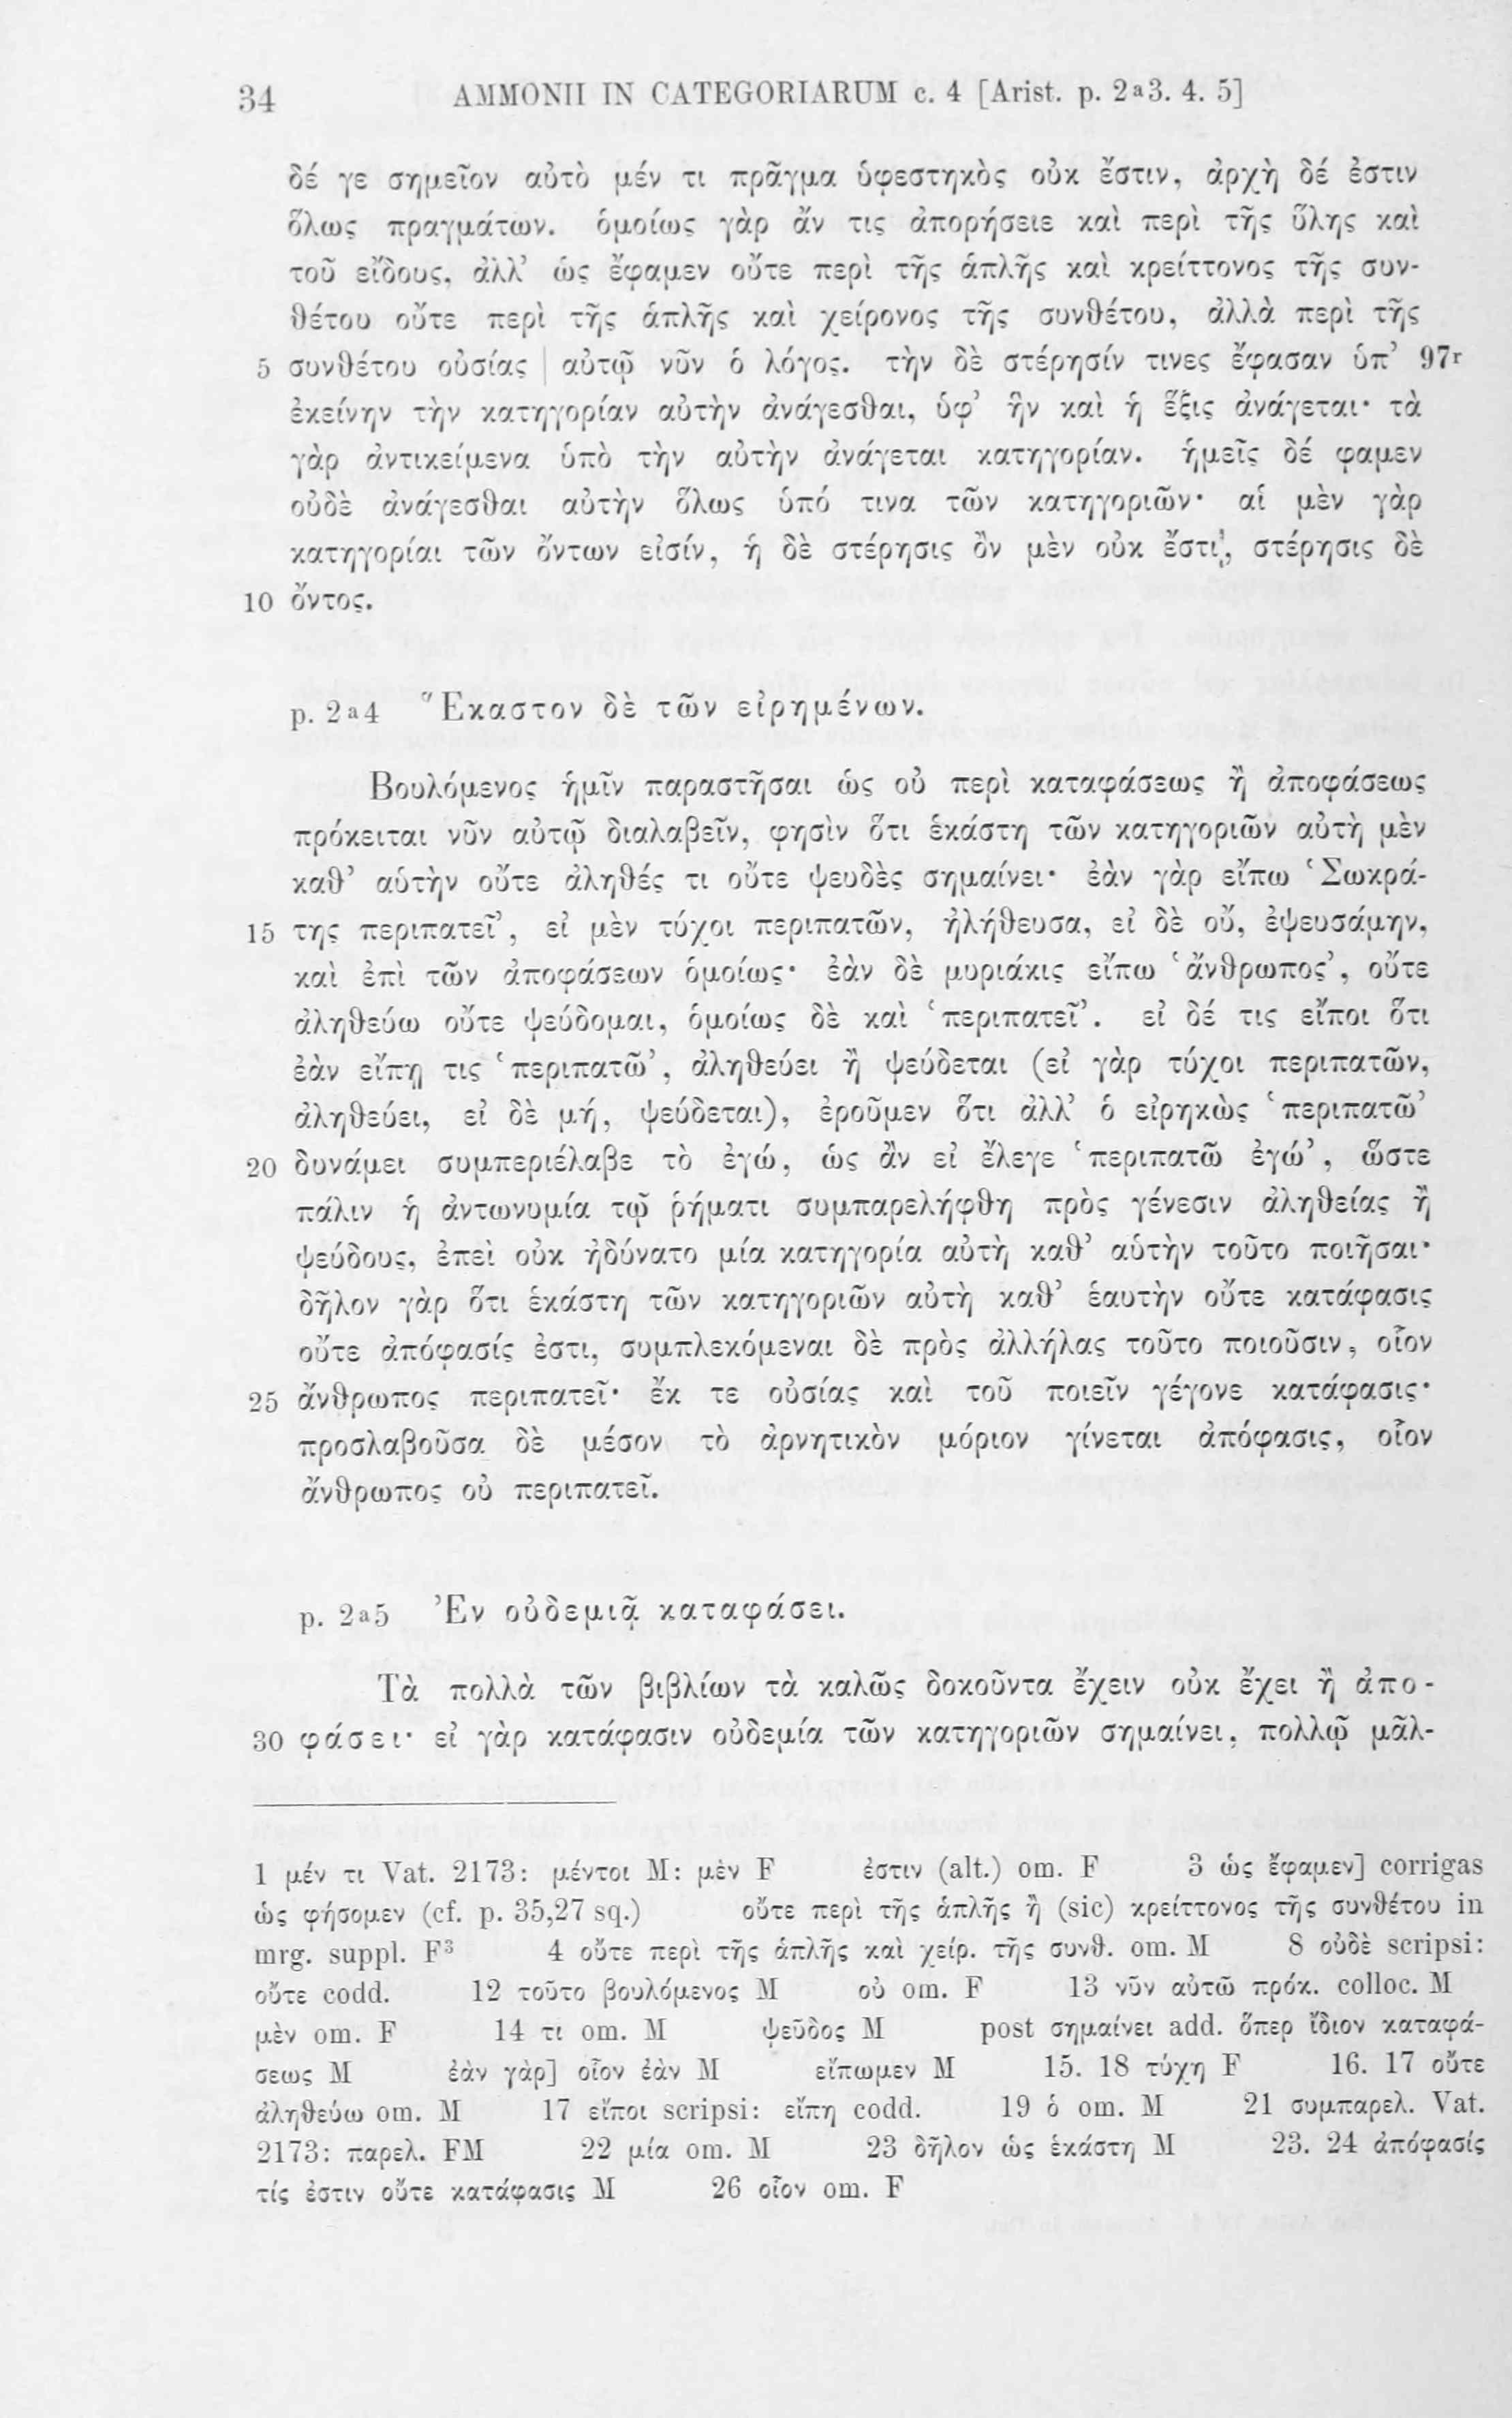 34 AMMONII IN CATEGORIARUM c. 4 [Arist. p. 2a3. 4. 5]
δέ γε σημεῖον αὐτὸ μέν τι πρᾶγμα ὑφεστηκὸς οὐκ ἔστιν, ἀρχὴ δέ ἐστιν
ὅλως πραγμάτων. ὁμοίως γὰρ ἄν τις ἀπορήσειε καὶ περὶ τῆς ὕλης καὶ
τοῦ εἴδους, ἀλλ’ ὡς ἔφαμεν οὔτε περὶ τῆς ἁπλῆς καὶ κρείττονος τῆς συν-
θέτου οὔτε περὶ τῆς ἁπλῆς καὶ χείρονος τῆς συνθέτου, ἀλλὰ περὶ τῆς
5 συνθέτου οὐσίας | αὐτῷ νῦν ὁ λόγος. τὴν δὲ στέρησίν τινες ἔφασαν ὑπ’ 97r
ἐκείνην τὴν κατηγορίαν αὐτὴν ἀνάγεσθαι, ὑφ’ ἣν καὶ ἡ ἕξις ἀνάγεται· τὰ
γὰρ ἀντικείμενα ὑπὸ τὴν αὐτὴν ἀνάγεται κατηγορίαν. ἡμεῖς δέ φαμεν
οὐδὲ ἀνάγεσθαι αὐτὴν ὅλως ὑπό τινα τῶν κατηγοριῶν· αἱ μὲν γὰρ
κατηγορίαι τῶν ὄντων εἰσίν, ἡ δὲ στέρησις ὂν μὲν οὐκ ἔστι, στέρησις δὲ
10 ὄντος.
p. 2a4 Ἕκαστον δὲ τῶν εἰρημένων.
Βουλόμενος ἡμῖν παραστῆσαι ὡς οὐ περὶ καταφάσεως ἢ ἀποφάσεως
πρόκειται νῦν αὐτῷ διαλαβεῖν, φησὶν ὅτι ἑκάστη τῶν κατηγοριῶν αὐτὴ μὲν
καθ’ αὑτὴν οὔτε ἀληθές τι οὔτε ψευδὲς σημαίνει· ἐὰν γὰρ εἴπω ‘Σωκρά-
15 της περιπατεῖ’, εἰ μὲν τύχοι περιπατῶν, ἠλήθευσα, εἰ δὲ οὔ, ἐψευσάμην,
καὶ ἐπὶ τῶν ἀποφάσεων ὁμοίως· ἐὰν δὲ μυριάκις εἴπω ‘ἄνθρωπος’, οὔτε
ἀληθεύω οὔτε ψεύδομαι, ὁμοίως δὲ καὶ ‘περιπατεῖ’. εἰ δέ τις εἴποι ὅτι
ἐὰν εἴπῃ τις ‘περιπατῶ’, ἀληθεύει ἢ ψεύδεται (εἰ γὰρ τύχοι περιπατῶν,
ἀληθεύει, εἰ δὲ μή, ψεύδεται), ἐροῦμεν ὅτι ἀλλ’ ὁ εἰρηκὼς ‘περιπατῶ’
20 δυνάμει συμπεριέλαβε τὸ ἐγώ, ὡς ἂν εἰ ἔλεγε ‘περιπατῶ ἐγώ’, ὥστε
πάλιν ἡ ἀντωνυμία τῷ ῥήματι συμπαρελήφθη πρὸς γένεσιν ἀληθείας ἢ
ψεύδους, ἐπεὶ οὐκ ἠδύνατο μία κατηγορία αὐτὴ καθ’ αὑτὴν τοῦτο ποιῆσαι·
δῆλον γὰρ ὅτι ἑκάστη τῶν κατηγοριῶν αὐτὴ καθ’ ἑαυτὴν οὔτε κατάφασις
οὔτε ἀπόφασίς ἐστι, συμπλεκόμεναι δὲ πρὸς ἀλλήλας τοῦτο ποιοῦσιν, οἷον
25 ἄνθρωπος περιπατεῖ· ἔκ τε οὐσίας καὶ τοῦ ποιεῖν γέγονε κατάφασις·
προσλαβοῦσα δὲ μέσον τὸ ἀρνητικὸν μόριον γίνεται ἀπόφασις, οἷον
ἄνθρωπος οὐ περιπατεῖ.
p. 2a5 Ἐν οὐδεμιᾷ καταφάσει.
Τὰ πολλὰ τῶν βιβλίων τὰ καλῶς δοκοῦντα ἔχειν οὐκ ἔχει ἢ ἀπο-
30 φάσει· εἰ γὰρ κατάφασιν οὐδεμία τῶν κατηγοριῶν σημαίνει, πολλῷ μᾶλ-
1 μέν τι Vat. 2173: μέντοι M: μὲν F ἐστιν (alt.) om. F 3 ὡς ἔφαμεν] corrigas
ὡς φήσομεν (cf. p. 35,27 sq.) οὔτε περὶ τῆς ἁπλῆς ἢ (sic) κρείττονος τῆς συνθέτου in
mrg. suppl. F3 4 οὔτε περὶ τῆς ἁπλῆς καὶ χείρ. τῆς συνθ. om. M 8 οὐδὲ scripsi:
οὔτε codd. 12 τοῦτο βουλόμενος M οὐ om. F 13 νῦν αὐτῶ πρόκ. colloc. M
μὲν om. F 14 τι om. M ψεῦδος M post σημαίνει add. ὅπερ ἴδιον καταφά-
σεως M ἐὰν γὰρ] οἷον ἐὰν M εἴπωμεν M 15. 18 τύχη F 16. 17 οὔτε
ἀληθεύω om. M 17 εἴποι scripsi: εἴπη codd. 19 ὁ om. M 21 συμπαρελ. Vat.
2173: παρελ. FM 22 μία om. M 23 δῆλον ὡς ἑκάστη M 23. 24 ἀπόφασίς
τίς ἐστιν οὔτε κατάφασις M 26 οἷον om. F